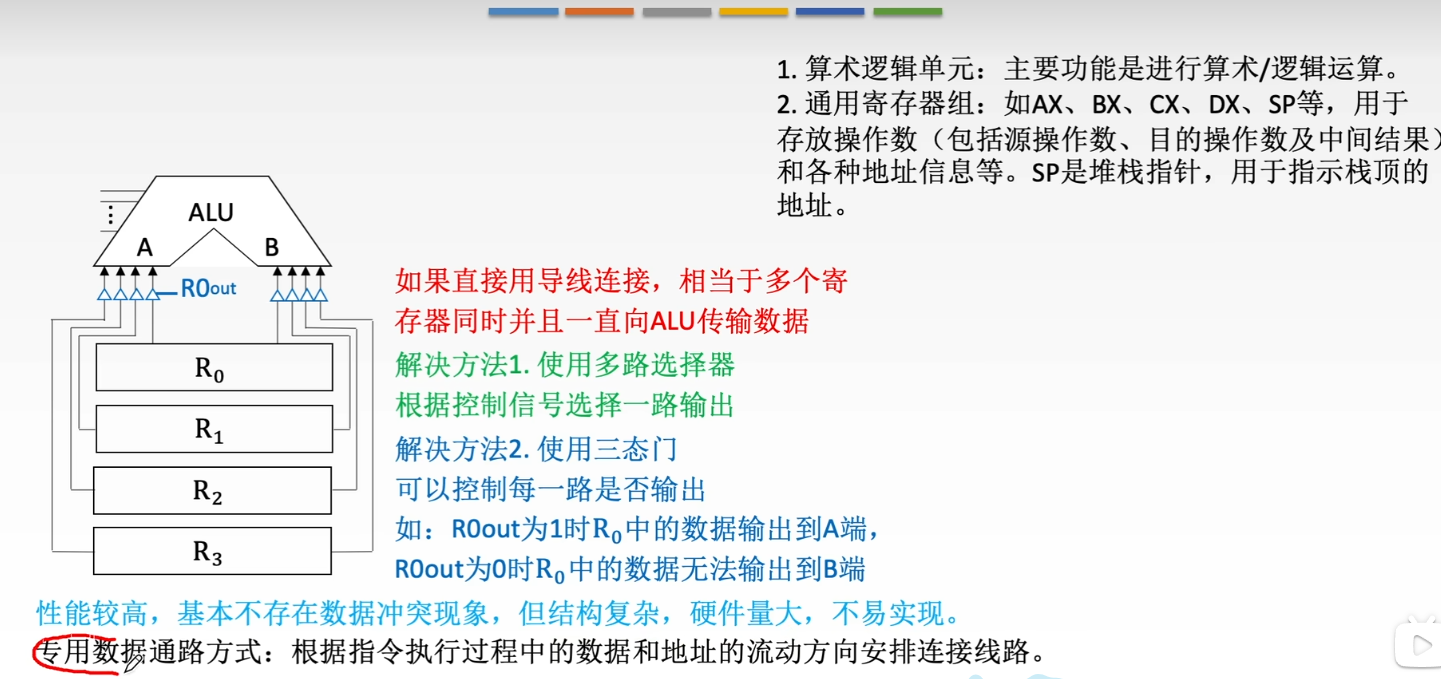 1. 算术逻辑单元：主要功能是进行算术/逻辑运算。
2. 通用寄存器组：如AX、BX、CX、DX、SP等，用于
存放操作数（包括源操作数、目的操作数及中间结果）
和各种地址信息等。SP是堆栈指针，用于指示栈顶的
地址。
ALU
A
B
R0out
R₀
R₁
R₂
R₃
如果直接用导线连接，相当于多个寄
存器同时并且一直向ALU传输数据
解决方法1. 使用多路选择器
根据控制信号选择一路输出
解决方法2. 使用三态门
可以控制每一路是否输出
如：R0out为1时R₀中的数据输出到A端，
R0out为0时R₀中的数据无法输出到B端
性能较高，基本不存在数据冲突现象，但结构复杂，硬件量大，不易实现。
专用数据通路方式：根据指令执行过程中的数据和地址的流动方向安排连接线路。